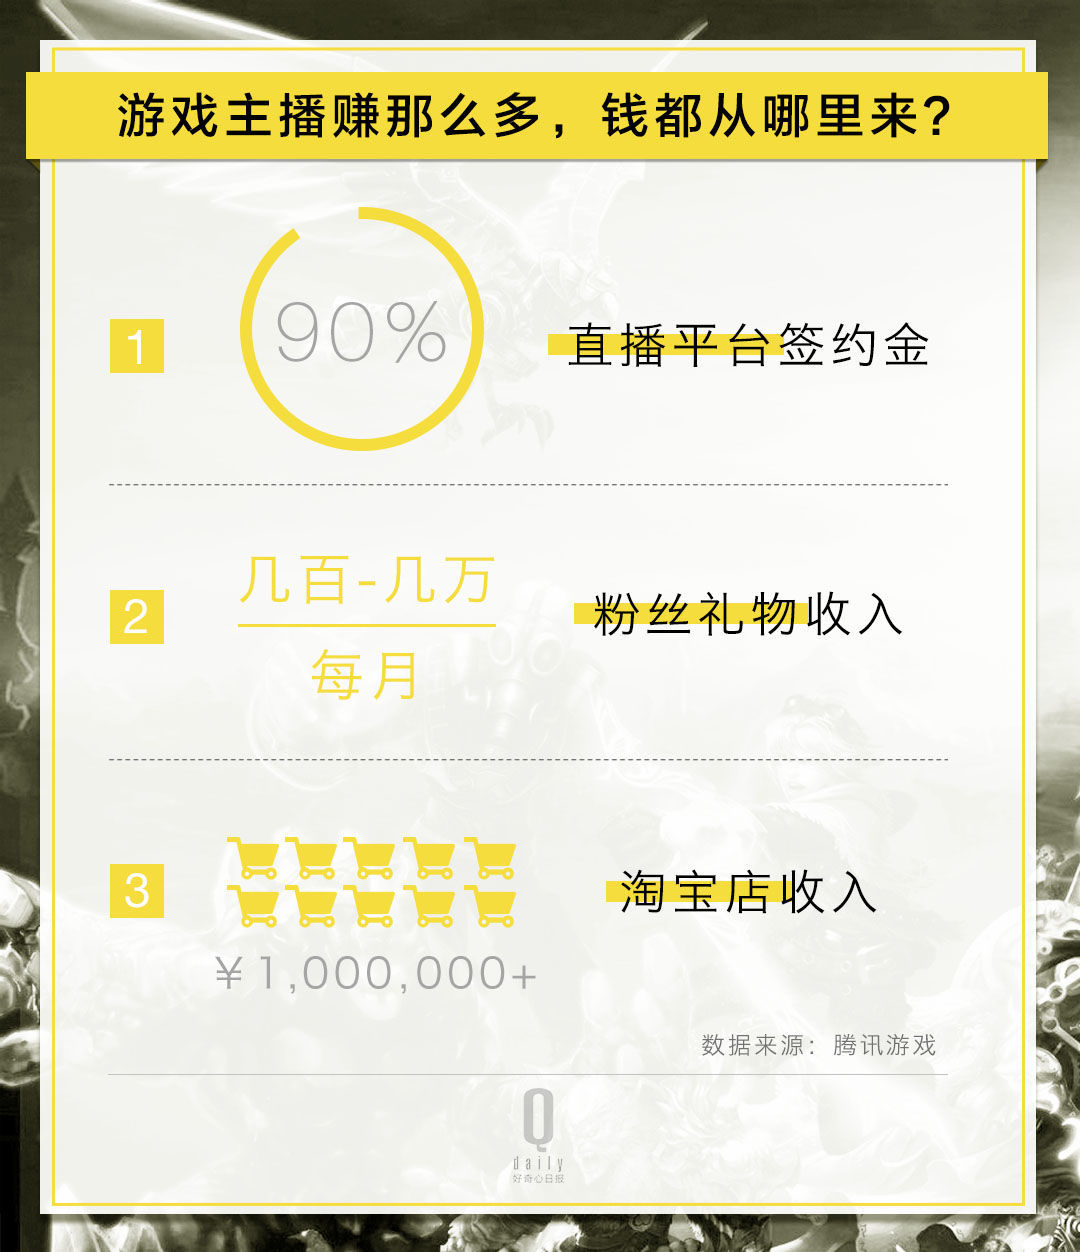 游戏主播赚那么多，钱都从哪里来？
1
90%
直播平台签约金
2
几百-几万
每月
粉丝礼物收入
3
¥1,000,000+
淘宝店收入
数据来源：腾讯游戏
Q
daily
好奇心日报